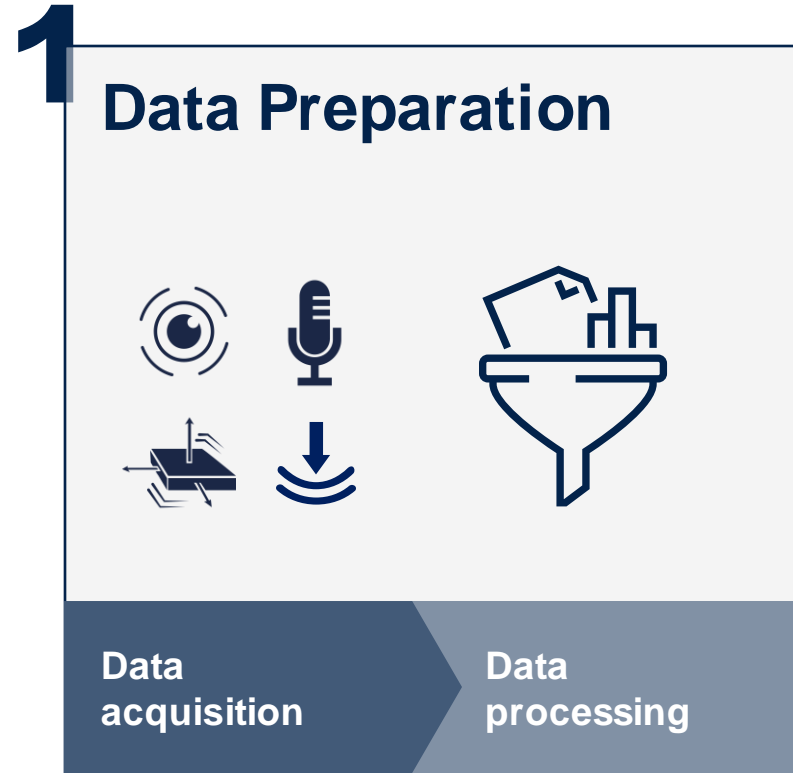 1
Data Preparation
Data
acquisition
Data
processing